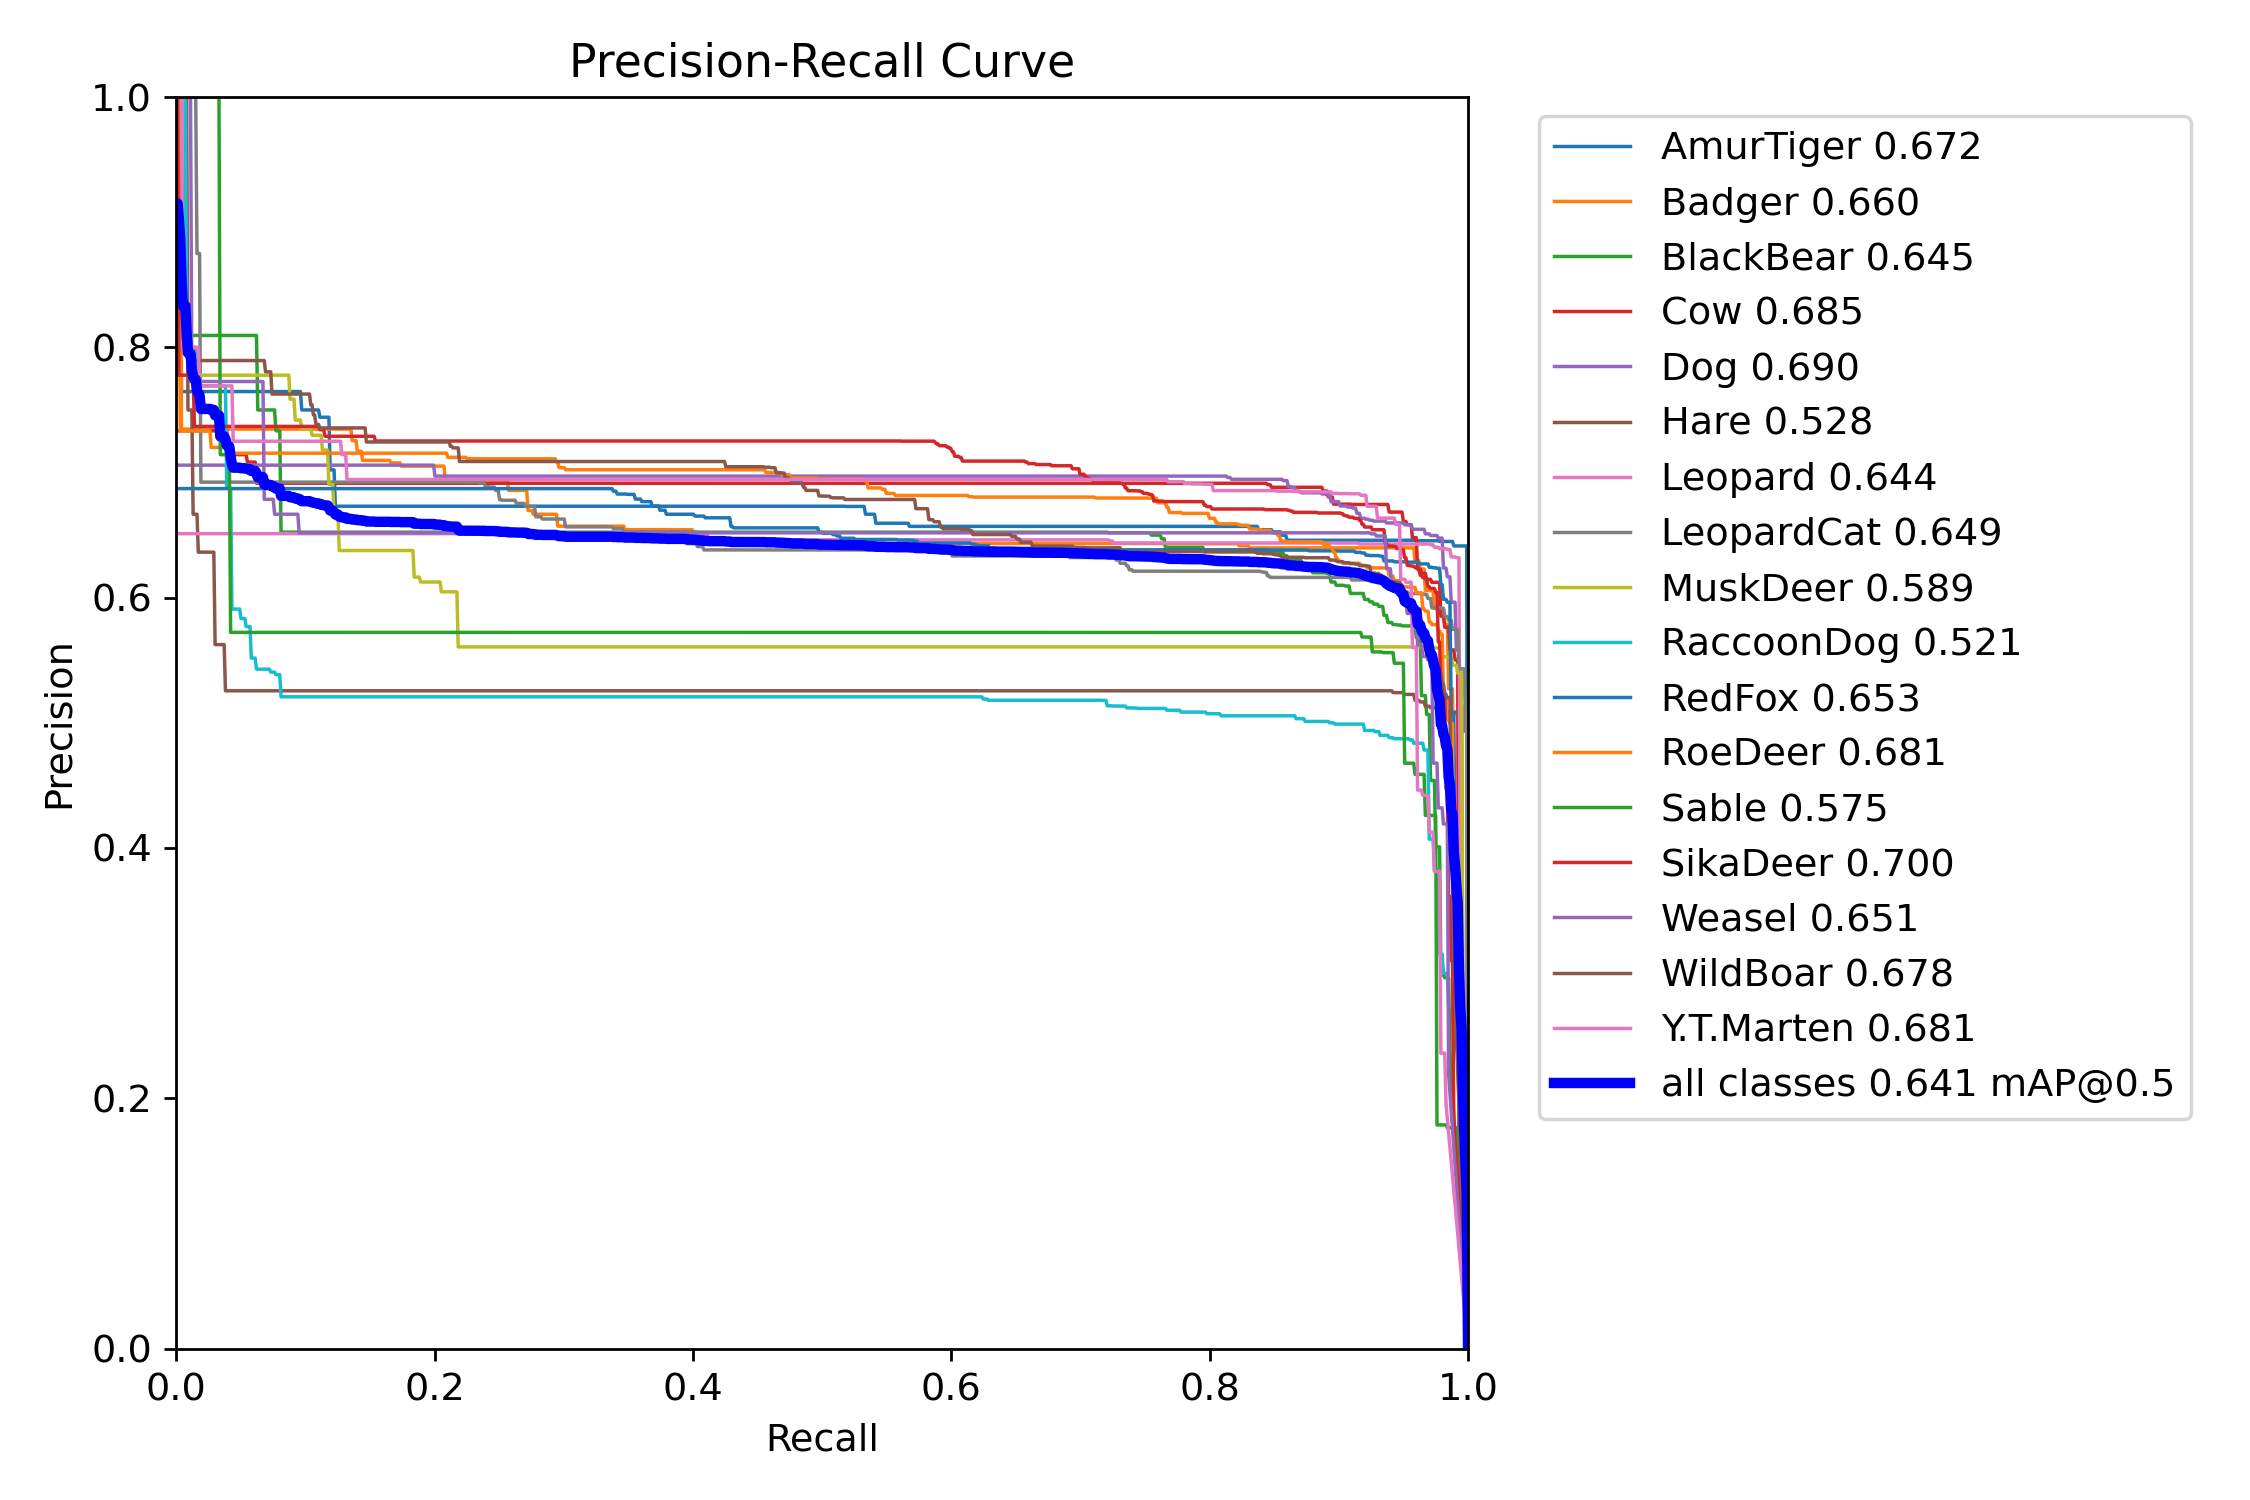 Precision-Recall Curve
1.0
0.8
0.6
0.4
0.2
0.0
Precision
0.0 0.2 0.4 0.6 0.8 1.0
Recall
AmurTiger 0.672
Badger 0.660
BlackBear 0.645
Cow 0.685
Dog 0.690
Hare 0.528
Leopard 0.644
LeopardCat 0.649
MuskDeer 0.589
RaccoonDog 0.521
RedFox 0.653
RoeDeer 0.681
Sable 0.575
SikaDeer 0.700
Weasel 0.651
WildBoar 0.678
Y.T.Marten 0.681
all classes 0.641 mAP@0.5